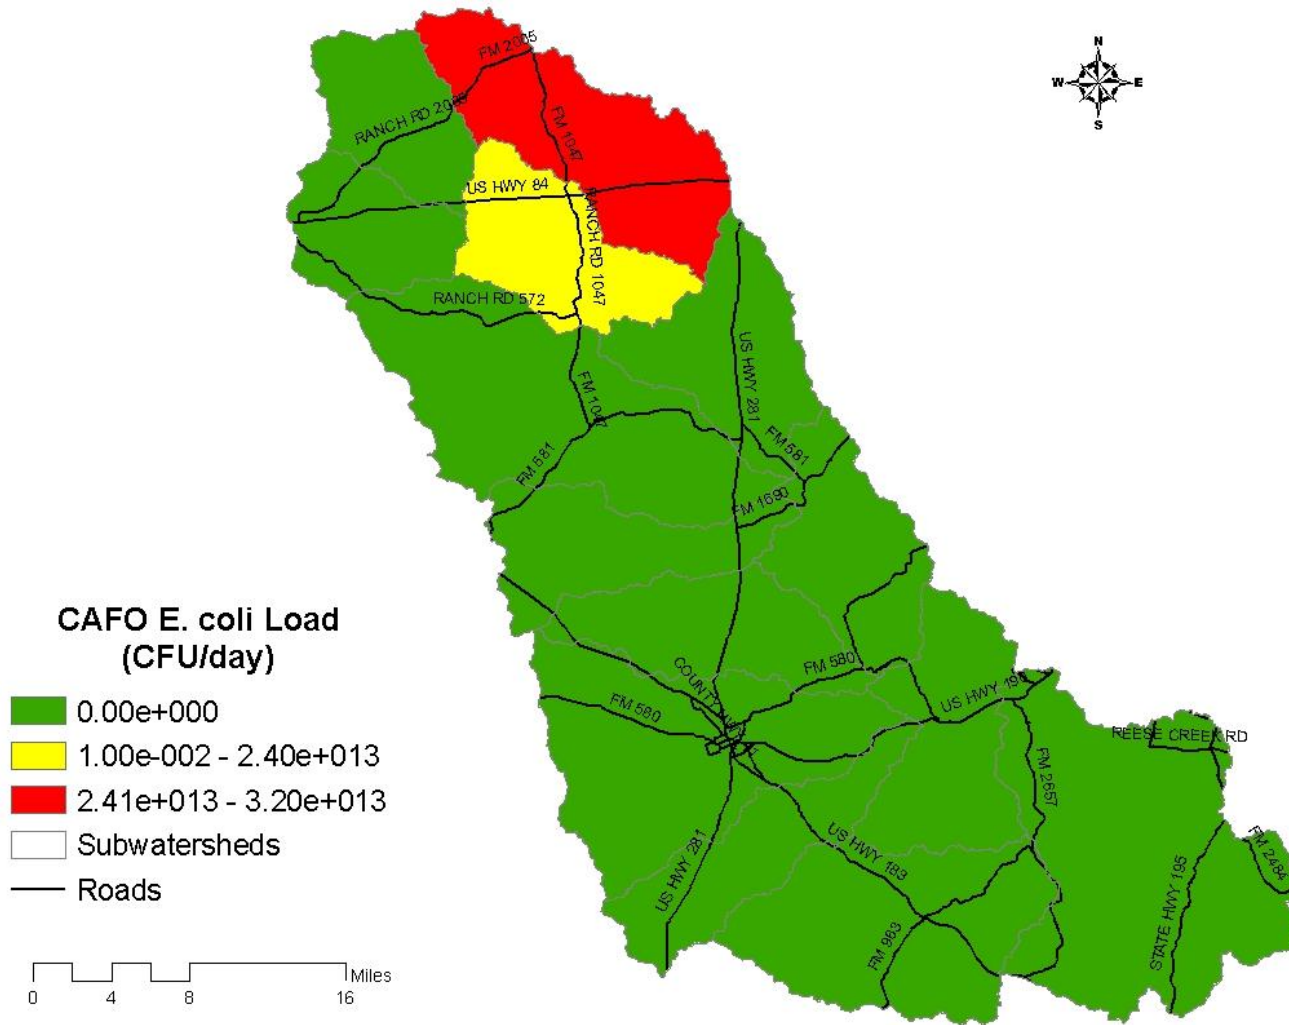 N
W E
S
FM 2005
RANCH RD 2005
FM 1047
US HWY 84
RANCH RD 1047
RANCH RD 572
US HWY 281
FM 1047
FM 581
FM 581
FM 1690
COUNTY
FM 580
FM 580
US HWY 190
REESE CREEK RD
FM 2657
US HWY 183
FM 2484
US HWY 281
STATE HWY 195
FM 963
CAFO E. coli Load
(CFU/day)
0.00e+000
1.00e-002 - 2.40e+013
2.41e+013 - 3.20e+013
Subwatersheds
Roads
Miles
0 4 8 16